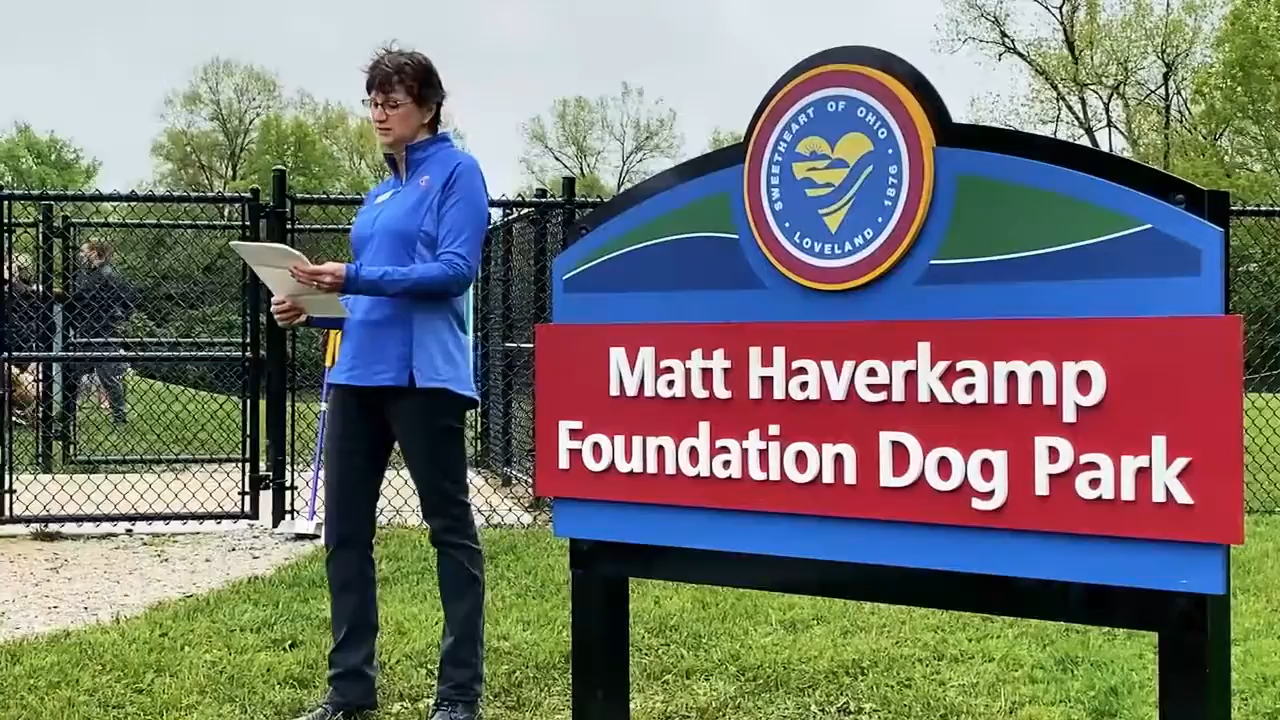 SWEETHEART OF OHIO • 1876 •
LOVELAND •
Matt Haverkamp
Foundation Dog Park